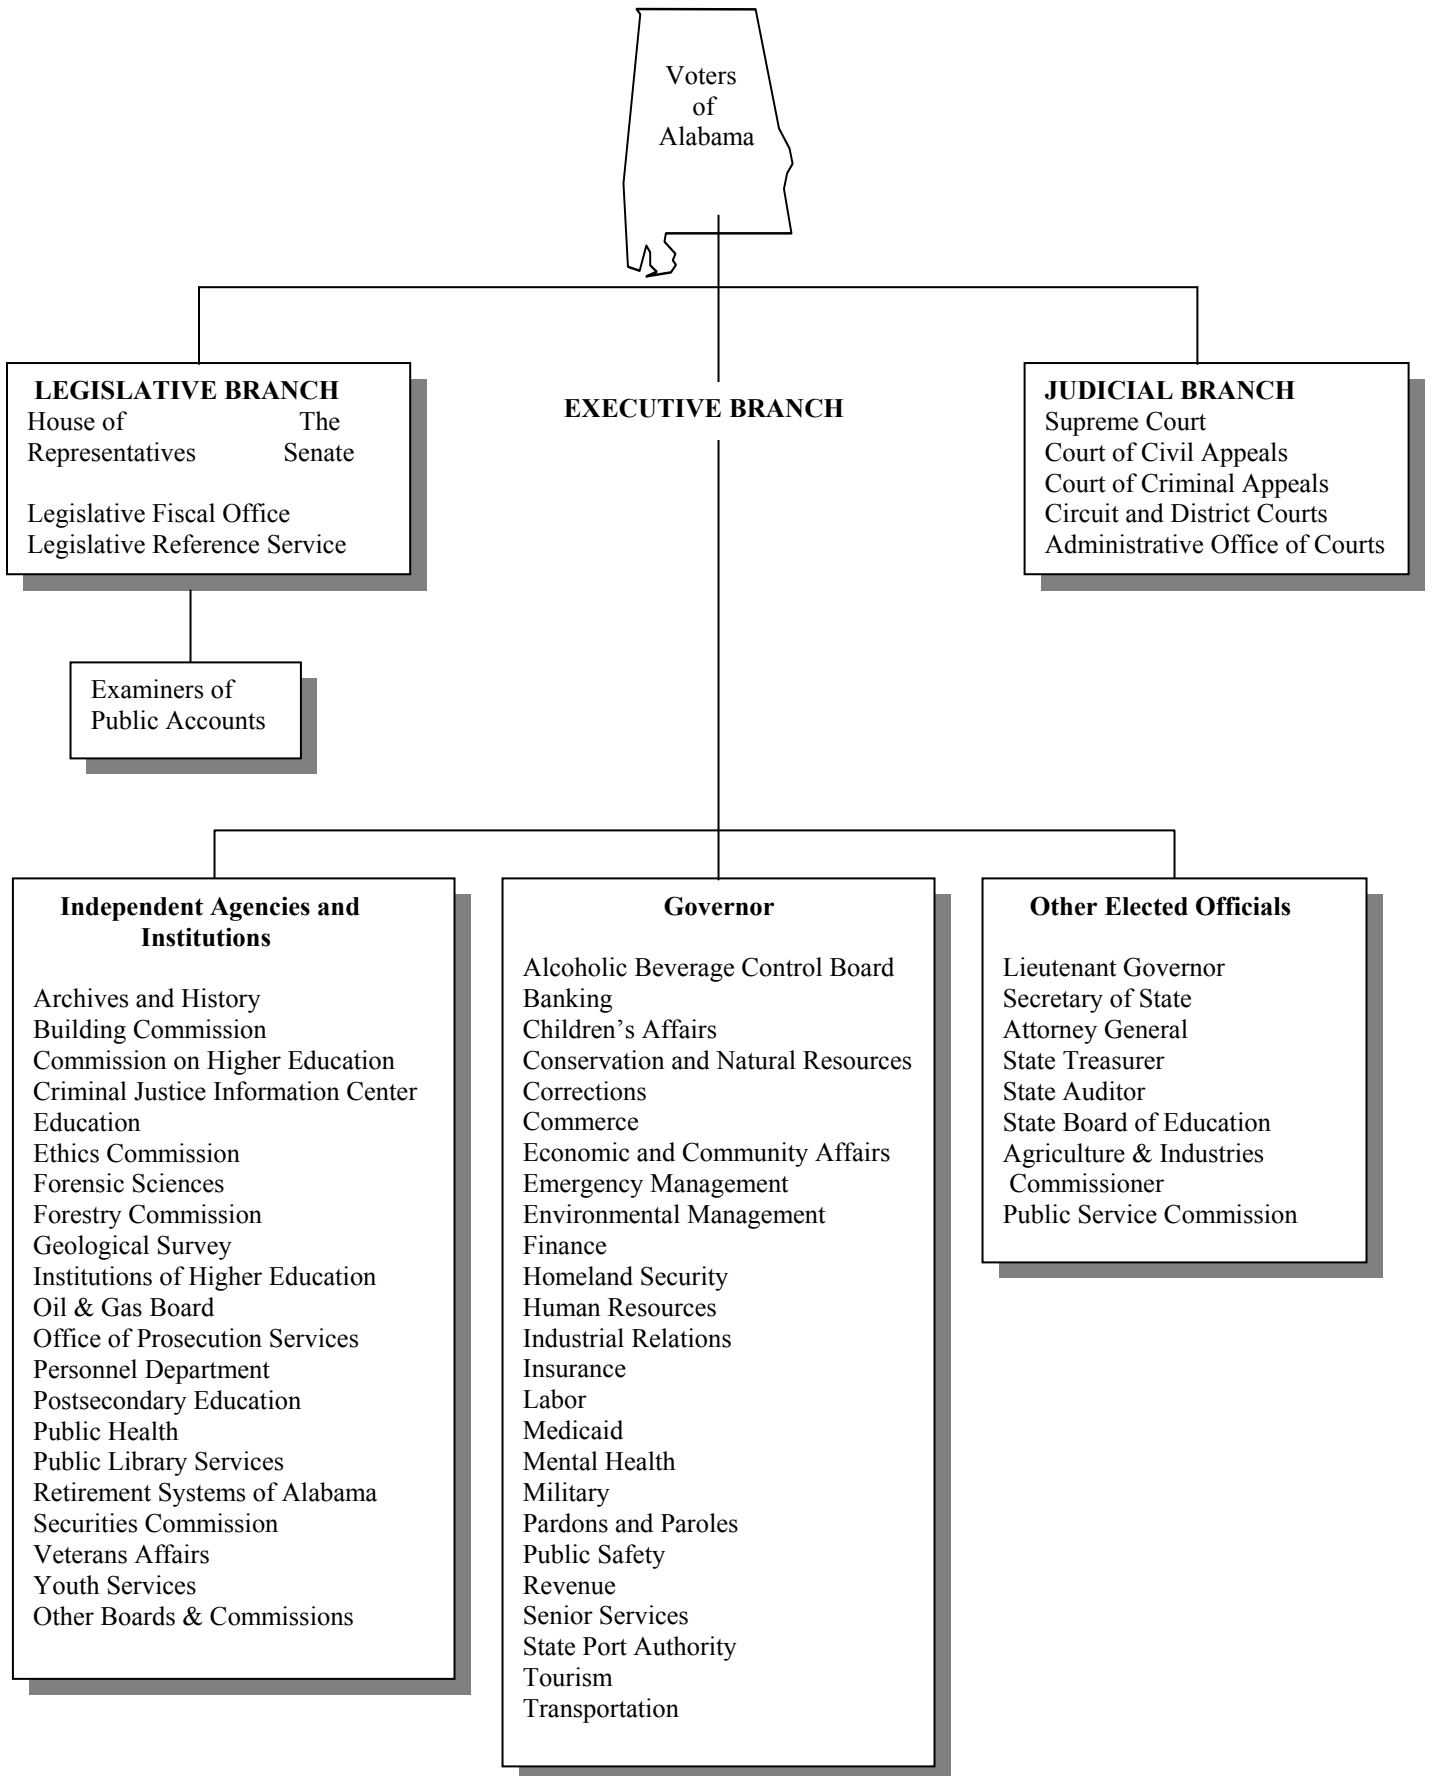 Voters
of
Alabama
LEGISLATIVE BRANCH
House of The
Representatives Senate
Legislative Fiscal Office
Legislative Reference Service
EXECUTIVE BRANCH
JUDICIAL BRANCH
Supreme Court
Court of Civil Appeals
Court of Criminal Appeals
Circuit and District Courts
Administrative Office of Courts
Examiners of
Public Accounts
Independent Agencies and
Institutions
Archives and History
Building Commission
Commission on Higher Education
Criminal Justice Information Center
Education
Ethics Commission
Forensic Sciences
Forestry Commission
Geological Survey
Institutions of Higher Education
Oil & Gas Board
Office of Prosecution Services
Personnel Department
Postsecondary Education
Public Health
Public Library Services
Retirement Systems of Alabama
Securities Commission
Veterans Affairs
Youth Services
Other Boards & Commissions
Governor
Alcoholic Beverage Control Board
Banking
Children’s Affairs
Conservation and Natural Resources
Corrections
Commerce
Economic and Community Affairs
Emergency Management
Environmental Management
Finance
Homeland Security
Human Resources
Industrial Relations
Insurance
Labor
Medicaid
Mental Health
Military
Pardons and Paroles
Public Safety
Revenue
Senior Services
State Port Authority
Tourism
Transportation
Other Elected Officials
Lieutenant Governor
Secretary of State
Attorney General
State Treasurer
State Auditor
State Board of Education
Agriculture & Industries
Commissioner
Public Service Commission